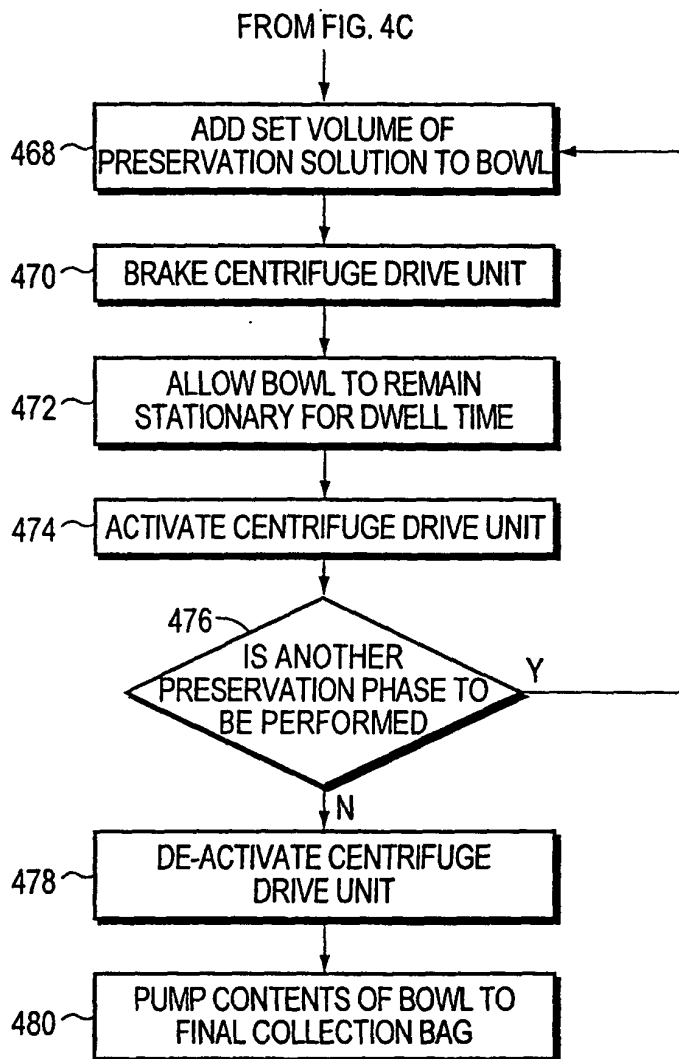 FROM FIG. 4C
468
ADD SET VOLUME OF
PRESERVATION SOLUTION TO BOWL
470
BRAKE CENTRIFUGE DRIVE UNIT
472
ALLOW BOWL TO REMAIN
STATIONARY FOR DWELL TIME
474
ACTIVATE CENTRIFUGE DRIVE UNIT
476
IS ANOTHER
PRESERVATION PHASE TO
BE PERFORMED
Y
N
478
DE-ACTIVATE CENTRIFUGE
DRIVE UNIT
480
PUMP CONTENTS OF BOWL TO
FINAL COLLECTION BAG